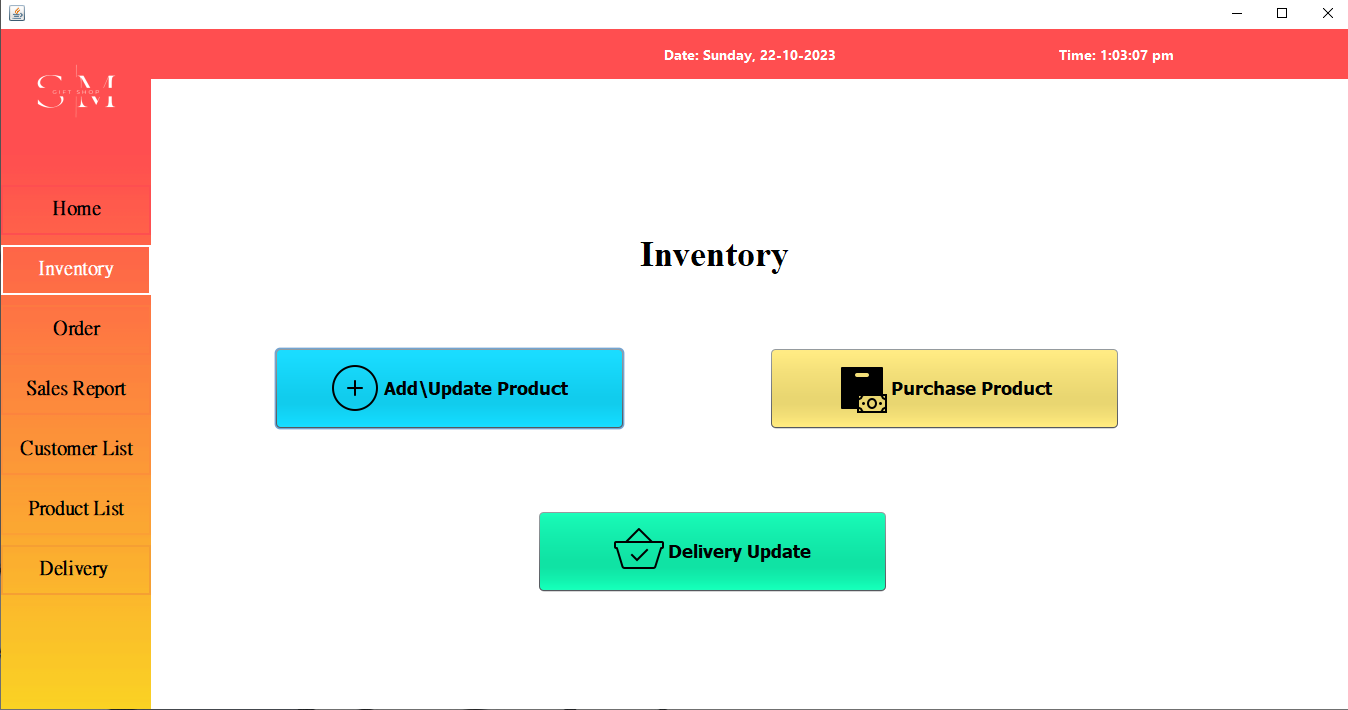 Date: Sunday, 22-10-2023
Time: 1:03:07 pm
SM
GIFT SHOP
Home
Inventory
Order
Sales Report
Customer List
Product List
Delivery
Inventory
Add\Update Product
Purchase Product
Delivery Update